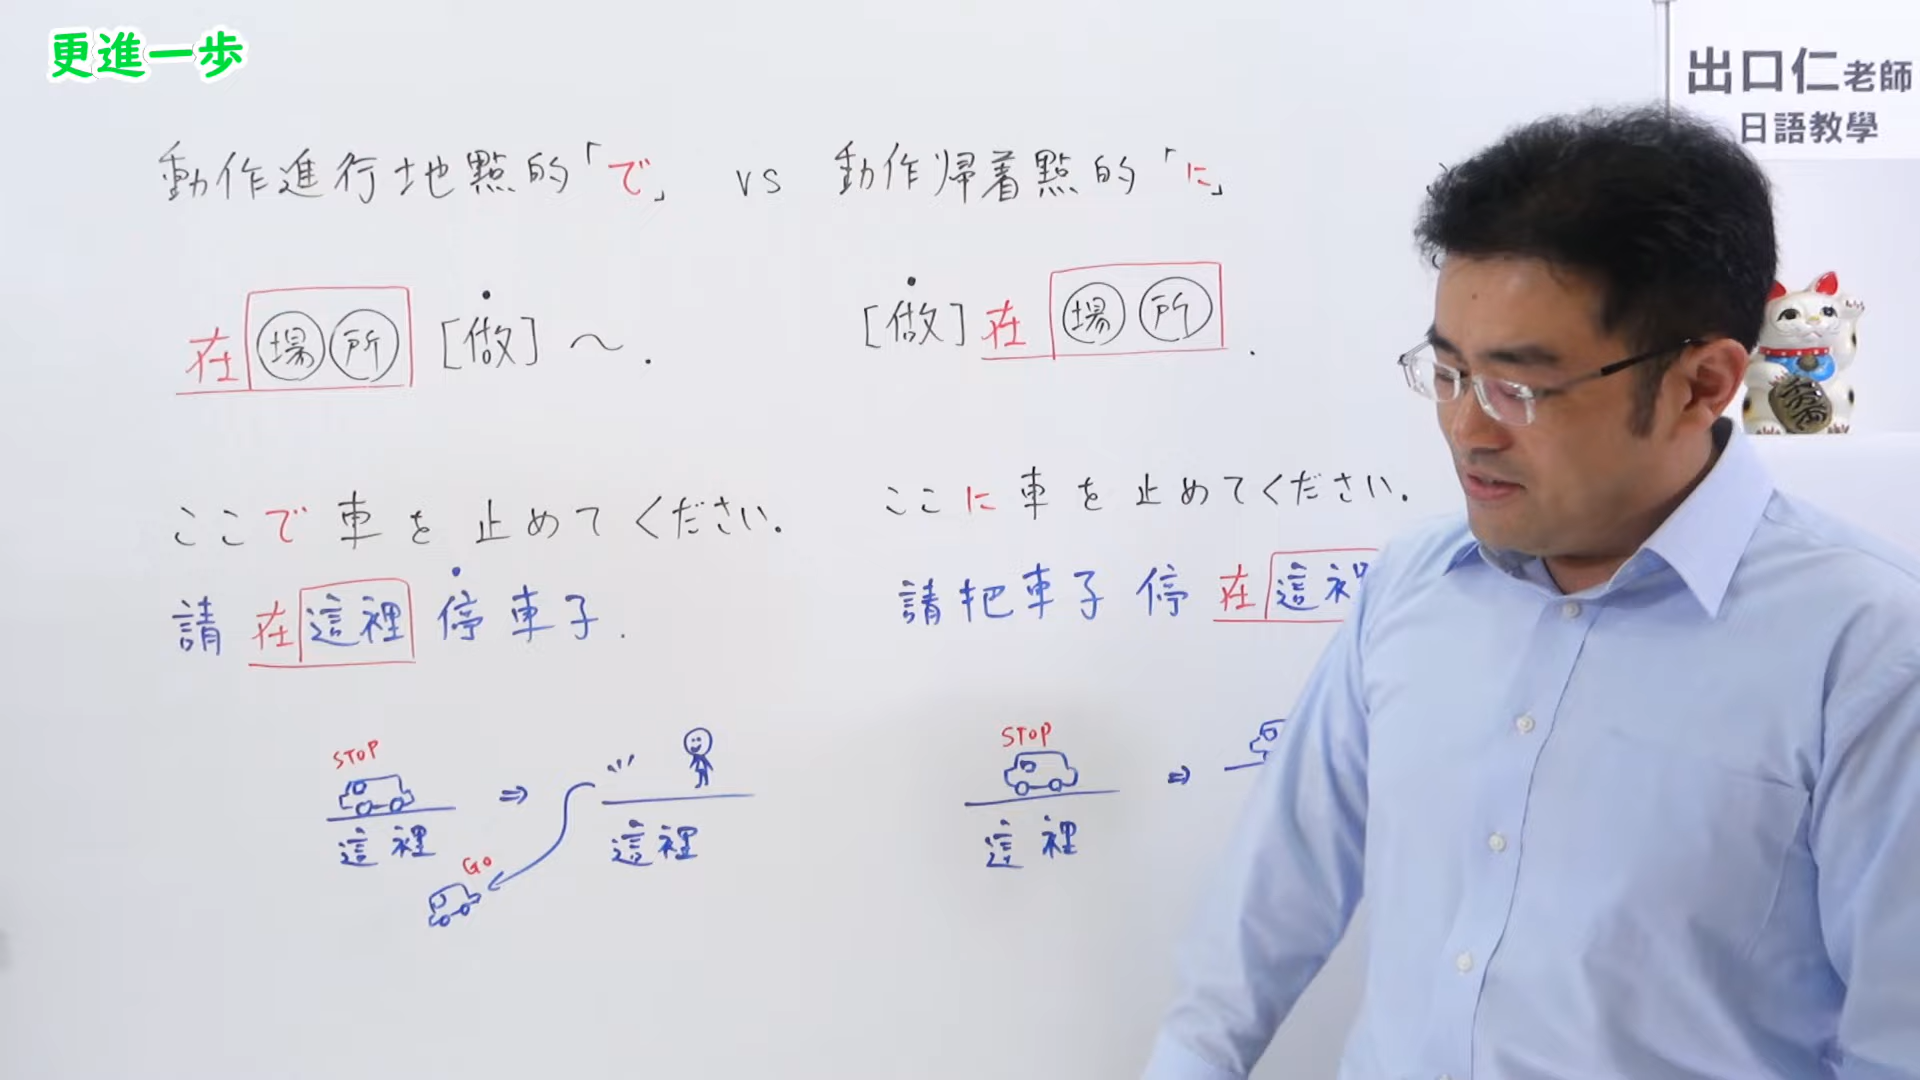 更進一歩
出口仁老師
日語教學
動作進行地點的「で」 vs 動作帰着點的「に」
在場所[做]～.
[做]在場所.
ここで車を止めてください.
ここに車を止めてください.
請在這裡停車子.
請把車子停在這裡
STOP
這裡
GO
⇒
這裡
STOP
這裡
⇒